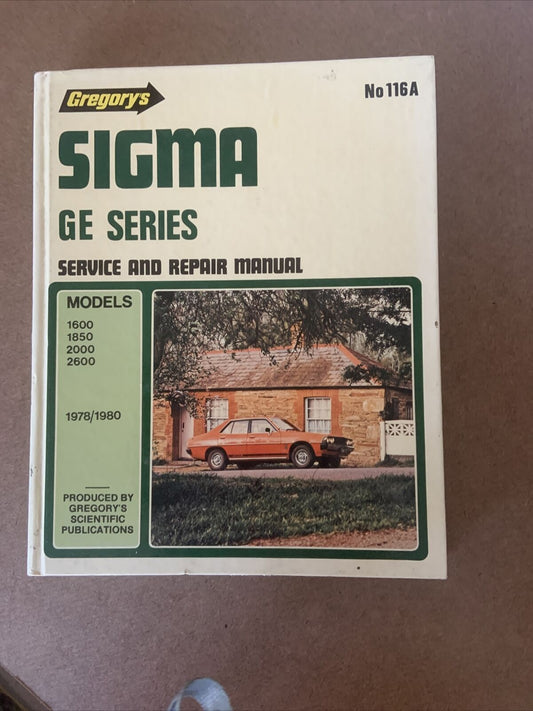 Gregory's
No 116A
SIGMA
GE SERIES
SERVICE AND REPAIR MANUAL
MODELS
1600
1850
2000
2600
1978/1980
PRODUCED BY
GREGORY'S
SCIENTIFIC
PUBLICATIONS